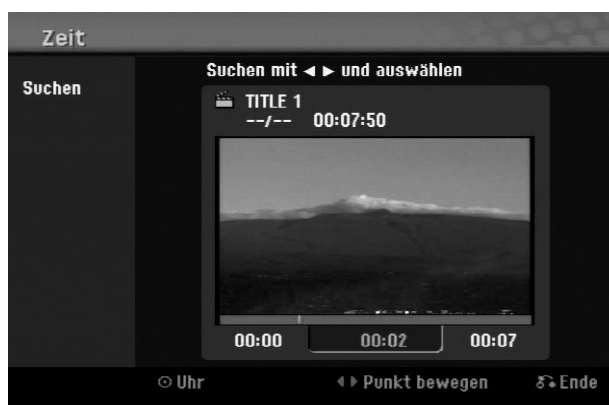 Zeit
Suchen
Suchen mit ◄ ► und auswählen
TITLE 1
--/-- 00:07:50
00:00 00:02 00:07
⊙ Uhr ◄► Punkt bewegen Ende